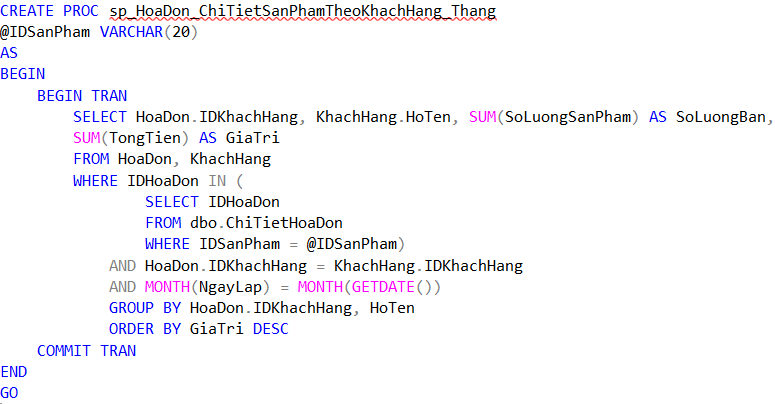 CREATE PROC sp_HoaDon_ChiTietSanPhamTheoKhachHang_Thang
@IDSanPham VARCHAR(20)
AS
BEGIN
BEGIN TRAN
SELECT HoaDon.IDKhachHang, KhachHang.HoTen, SUM(SoLuongSanPham) AS SoLuongBan,
SUM(TongTien) AS GiaTri
FROM HoaDon, KhachHang
WHERE IDHoaDon IN (
SELECT IDHoaDon
FROM dbo.ChiTietHoaDon
WHERE IDSanPham = @IDSanPham)
AND HoaDon.IDKhachHang = KhachHang.IDKhachHang
AND MONTH(NgayLap) = MONTH(GETDATE())
GROUP BY HoaDon.IDKhachHang, HoTen
ORDER BY GiaTri DESC
COMMIT TRAN
END
GO